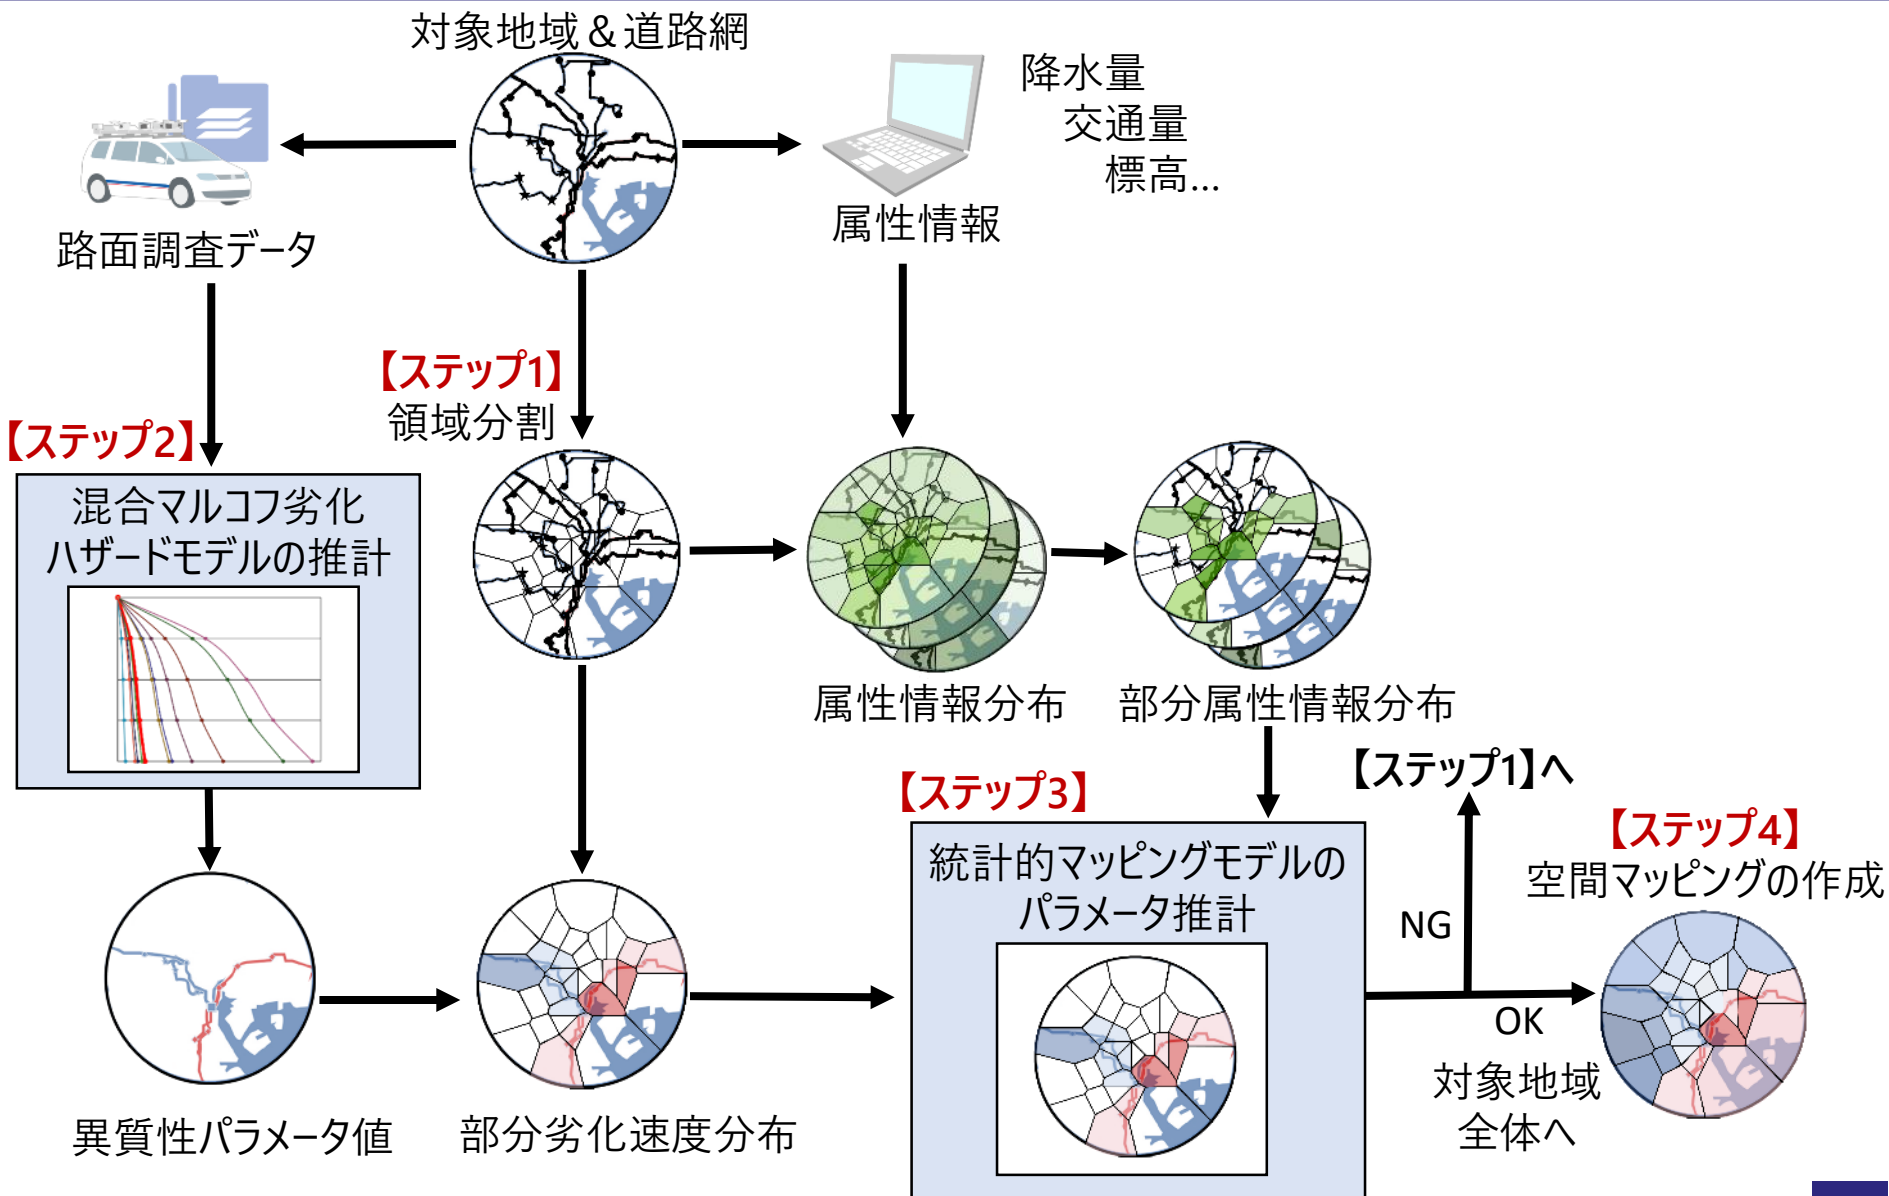 対象地域＆道路網
降水量
交通量
標高...
路面調査データ
属性情報
【ステップ1】
領域分割
【ステップ2】
混合マルコフ劣化
ハザードモデルの推計
属性情報分布
部分属性情報分布
【ステップ1】へ
【ステップ3】
統計的マッピングモデルの
パラメータ推計
NG
OK
対象地域
全体へ
【ステップ4】
空間マッピングの作成
異質性パラメータ値
部分劣化速度分布